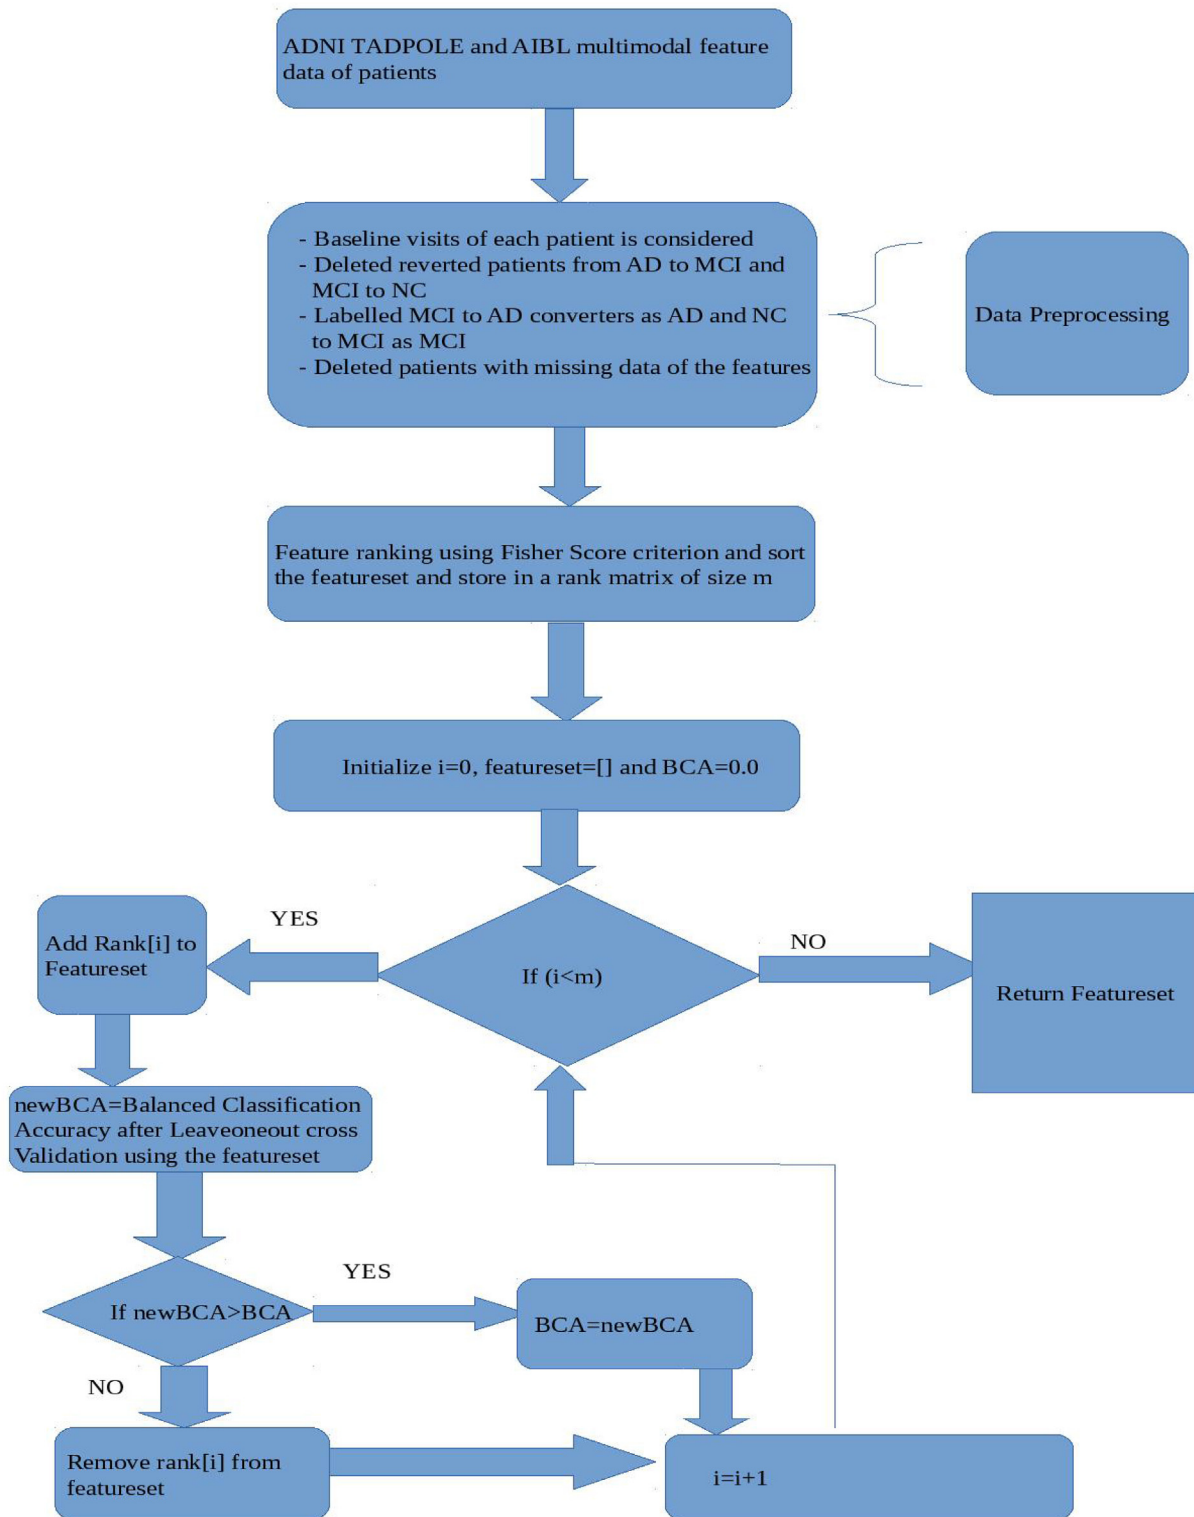 ADNI TADPOLE and AIBL multimodal feature
data of patients
- Baseline visits of each patient is considered
- Deleted reverted patients from AD to MCI and
MCI to NC
- Labelled MCI to AD converters as AD and NC
to MCI as MCI
- Deleted patients with missing data of the features
Data Preprocessing
Feature ranking using Fisher Score criterion and sort
the featureset and store in a rank matrix of size m
Initialize i=0, featureset=[] and BCA=0.0
If (i<m)
YES
NO
Add Rank[i] to
Featureset
Return Featureset
newBCA=Balanced Classification
Accuracy after Leaveoneout cross
Validation using the featureset
If newBCA>BCA
YES
BCA=newBCA
NO
Remove rank[i] from
featureset
i=i+1